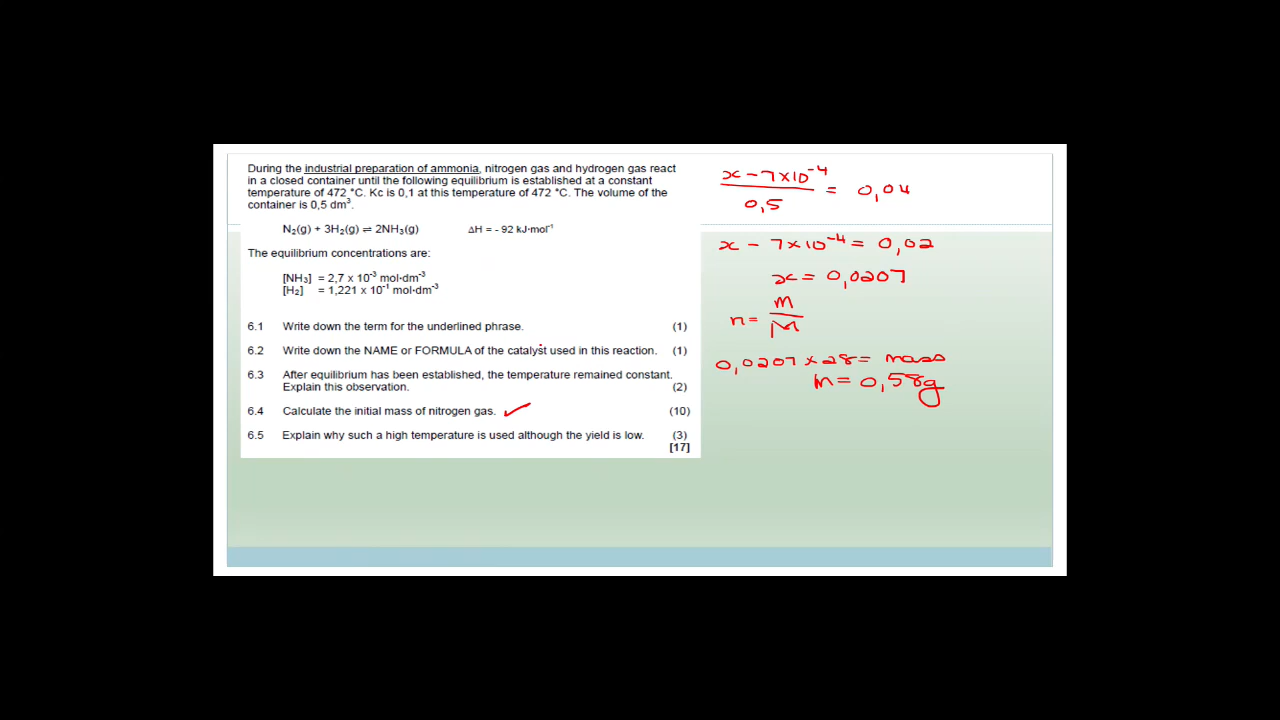 During the industrial preparation of ammonia, nitrogen gas and hydrogen gas react
in a closed container until the following equilibrium is established at a constant
temperature of 472 °C. Kc is 0,1 at this temperature of 472 °C. The volume of the
container is 0,5 dm³.
N₂(g) + 3H₂(g) ⇌ 2NH₃(g) ΔH = - 92 kJ·mol⁻¹
The equilibrium concentrations are:
[NH₃] = 2,7 x 10⁻³ mol·dm⁻³
[H₂] = 1,221 x 10⁻¹ mol·dm⁻³
6.1 Write down the term for the underlined phrase. (1)
6.2 Write down the NAME or FORMULA of the catalyst used in this reaction. (1)
6.3 After equilibrium has been established, the temperature remained constant.
Explain this observation. (2)
6.4 Calculate the initial mass of nitrogen gas. ✓ (10)
6.5 Explain why such a high temperature is used although the yield is low. (3)
[17]
x - 7×10⁻⁴
0,5
= 0,04
x - 7×10⁻⁴ = 0,02
x = 0,0207
n = m/M
0,0207 × 28 = mass
m = 0,58g